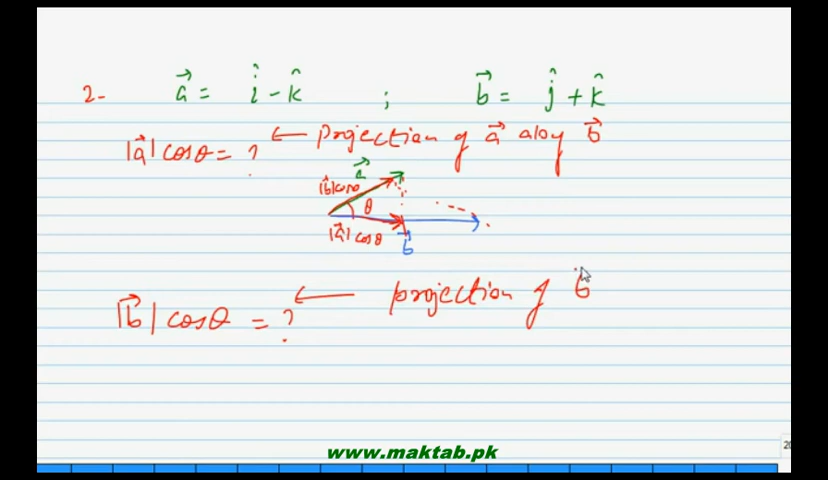 2- a⃗ = î - k̂ ; b⃗ = ĵ + k̂
|a⃗| cosθ = ? ← projection of a⃗ along b⃗
a⃗
|b⃗| cosθ
θ
|a⃗| cosθ b⃗
|b⃗| cosθ = ? ← projection of b⃗
www.maktab.pk